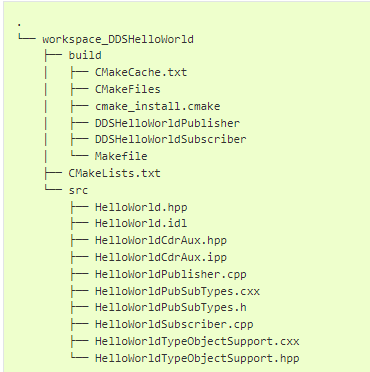 .
└── workspace_DDSHelloWorld
    ├── build
    │   ├── CMakeCache.txt
    │   ├── CMakeFiles
    │   ├── cmake_install.cmake
    │   ├── DDSHelloWorldPublisher
    │   ├── DDSHelloWorldSubscriber
    │   └── Makefile
    ├── CMakeLists.txt
    └── src
        ├── HelloWorld.hpp
        ├── HelloWorld.idl
        ├── HelloWorldCdrAux.hpp
        ├── HelloWorldCdrAux.ipp
        ├── HelloWorldPublisher.cpp
        ├── HelloWorldPubSubTypes.cxx
        ├── HelloWorldPubSubTypes.h
        ├── HelloWorldSubscriber.cpp
        ├── HelloWorldTypeObjectSupport.cxx
        └── HelloWorldTypeObjectSupport.hpp